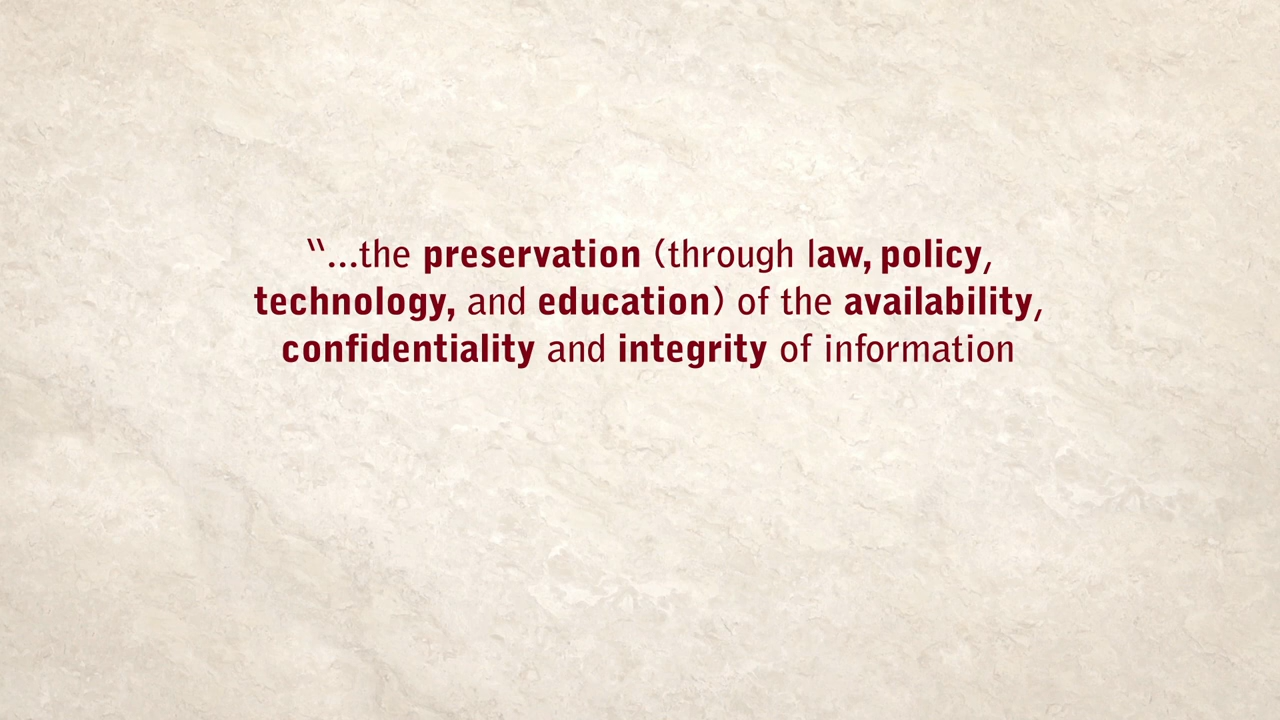 “...the preservation (through law, policy,
technology, and education) of the availability,
confidentiality and integrity of information